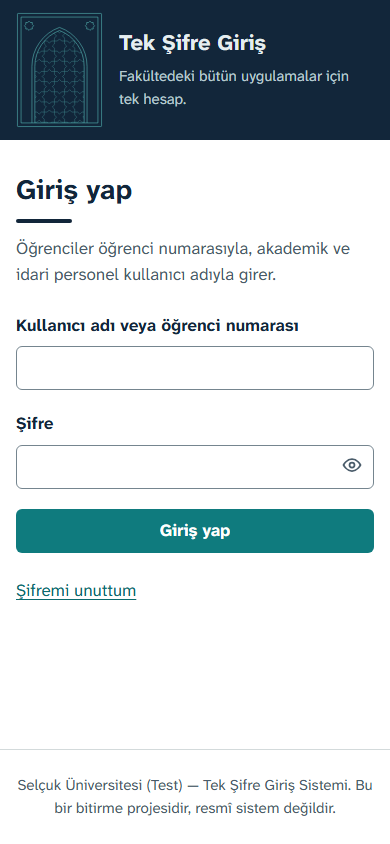 Tek Şifre Giriş
Fakültedeki bütün uygulamalar için
tek hesap.
Giriş yap
Öğrenciler öğrenci numarasıyla, akademik ve
idari personel kullanıcı adıyla girer.
Kullanıcı adı veya öğrenci numarası
Şifre
Giriş yap
Şifremi unuttum
Selçuk Üniversitesi (Test) — Tek Şifre Giriş Sistemi. Bu
bir bitirme projesidir, resmî sistem değildir.